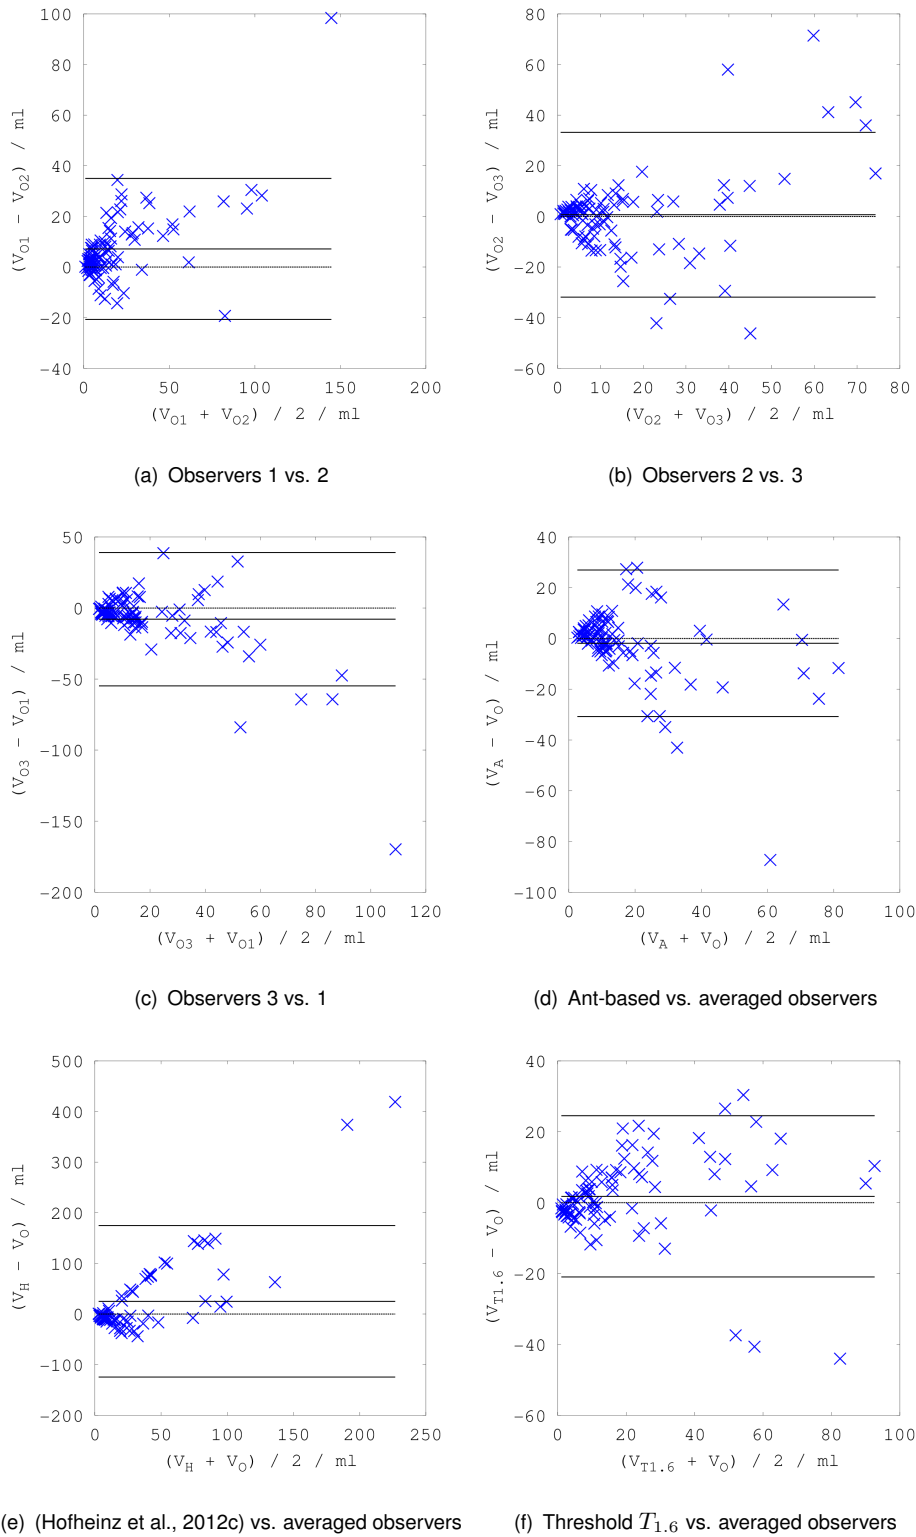 100
80
60
40
20
0
-20
-40
0 50 100 150 200
(V_O1 - V_O2) / ml
(V_O1 + V_O2) / 2 / ml
(a) Observers 1 vs. 2
80
60
40
20
0
-20
-40
-60
0 10 20 30 40 50 60 70 80
(V_O2 - V_O3) / ml
(V_O2 + V_O3) / 2 / ml
(b) Observers 2 vs. 3
50
0
-50
-100
-150
-200
0 20 40 60 80 100 120
(V_O3 - V_O1) / ml
(V_O3 + V_O1) / 2 / ml
(c) Observers 3 vs. 1
40
20
0
-20
-40
-60
-80
-100
0 20 40 60 80 100
(V_A - V_O) / ml
(V_A + V_O) / 2 / ml
(d) Ant-based vs. averaged observers
500
400
300
200
100
0
-100
-200
0 50 100 150 200 250
(V_H - V_O) / ml
(V_H + V_O) / 2 / ml
(e) (Hofheinz et al., 2012c) vs. averaged observers
40
20
0
-20
-40
-60
0 20 40 60 80 100
(V_T1.6 - V_O) / ml
(V_T1.6 + V_O) / 2 / ml
(f) Threshold T_1.6 vs. averaged observers